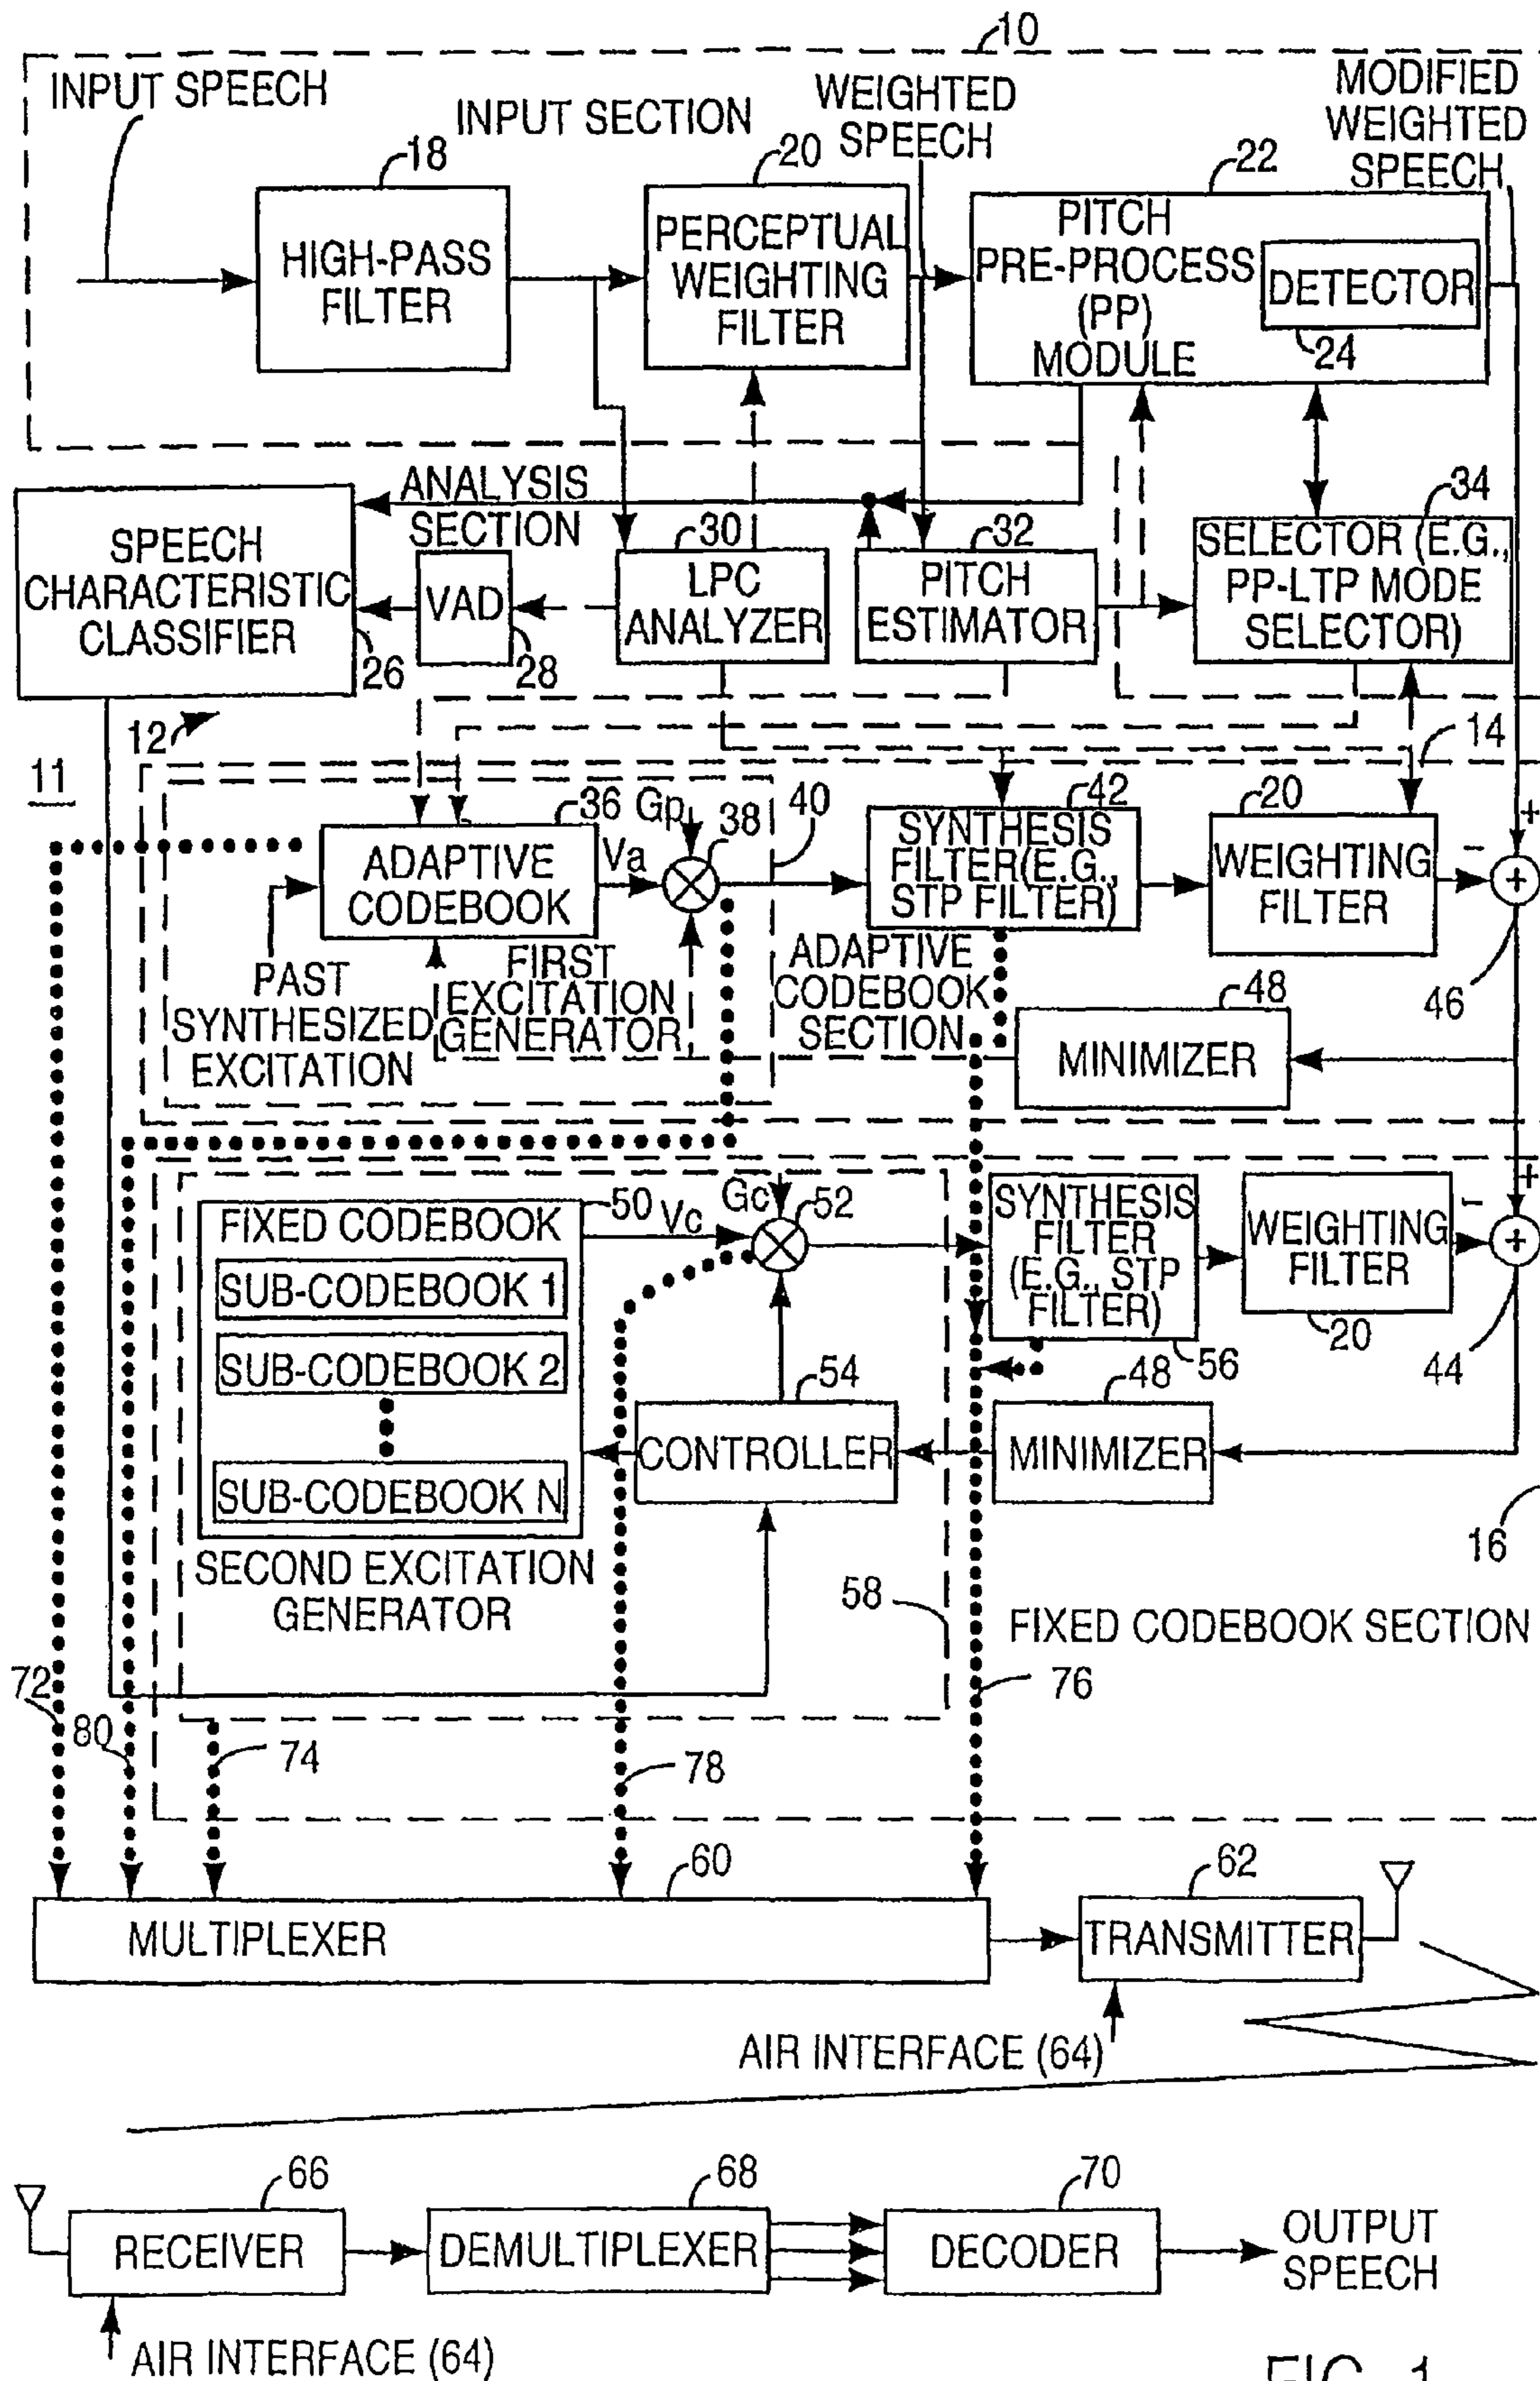 10
INPUT SPEECH
INPUT SECTION
WEIGHTED
SPEECH
MODIFIED
WEIGHTED
SPEECH
18
HIGH-PASS
FILTER
20
PERCEPTUAL
WEIGHTING
FILTER
22
PITCH
PRE-PROCESS
(PP)
MODULE
DETECTOR
24
ANALYSIS
SECTION
SPEECH
CHARACTERISTIC
CLASSIFIER
26
VAD
28
30
LPC
ANALYZER
32
PITCH
ESTIMATOR
34
SELECTOR (E.G.,
PP-LTP MODE
SELECTOR)
12
11
14
36
ADAPTIVE
CODEBOOK
Gp
Va
38
40
42
SYNTHESIS
FILTER(E.G.,
STP FILTER)
20
WEIGHTING
FILTER
-
+
+
46
PAST
SYNTHESIZED
EXCITATION
FIRST
EXCITATION
GENERATOR
ADAPTIVE
CODEBOOK
SECTION
48
MINIMIZER
50
FIXED CODEBOOK
SUB-CODEBOOK 1
SUB-CODEBOOK 2
SUB-CODEBOOK N
Vc
Gc
52
SYNTHESIS
FILTER
(E.G., STP
FILTER)
56
WEIGHTING
FILTER
20
-
+
+
44
54
CONTROLLER
48
MINIMIZER
16
SECOND EXCITATION
GENERATOR
58
FIXED CODEBOOK SECTION
72
80
74
78
76
60
MULTIPLEXER
62
TRANSMITTER
AIR INTERFACE (64)
66
RECEIVER
68
DEMULTIPLEXER
70
DECODER
OUTPUT
SPEECH
AIR INTERFACE (64)
FIG. 1